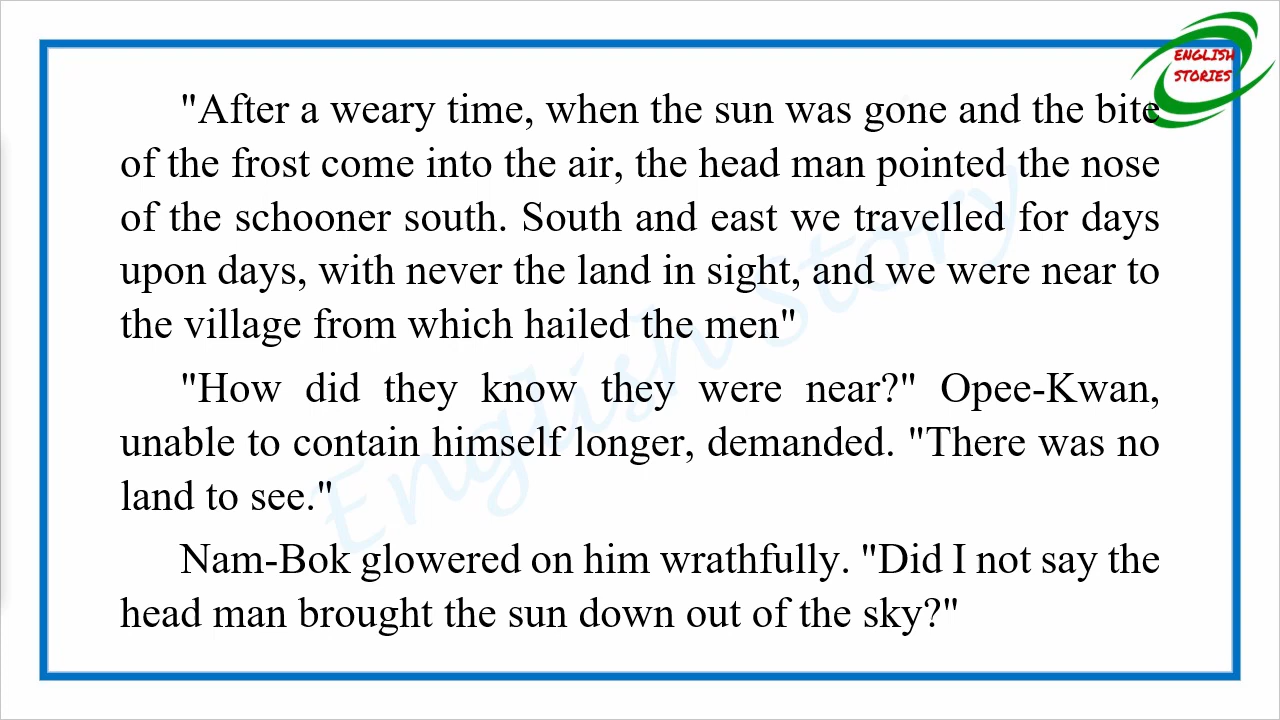 ENGLISH
STORIES
"After a weary time, when the sun was gone and the bite
of the frost come into the air, the head man pointed the nose
of the schooner south. South and east we travelled for days
upon days, with never the land in sight, and we were near to
the village from which hailed the men"
"How did they know they were near?" Opee-Kwan,
unable to contain himself longer, demanded. "There was no
land to see."
Nam-Bok glowered on him wrathfully. "Did I not say the
head man brought the sun down out of the sky?"
English Story